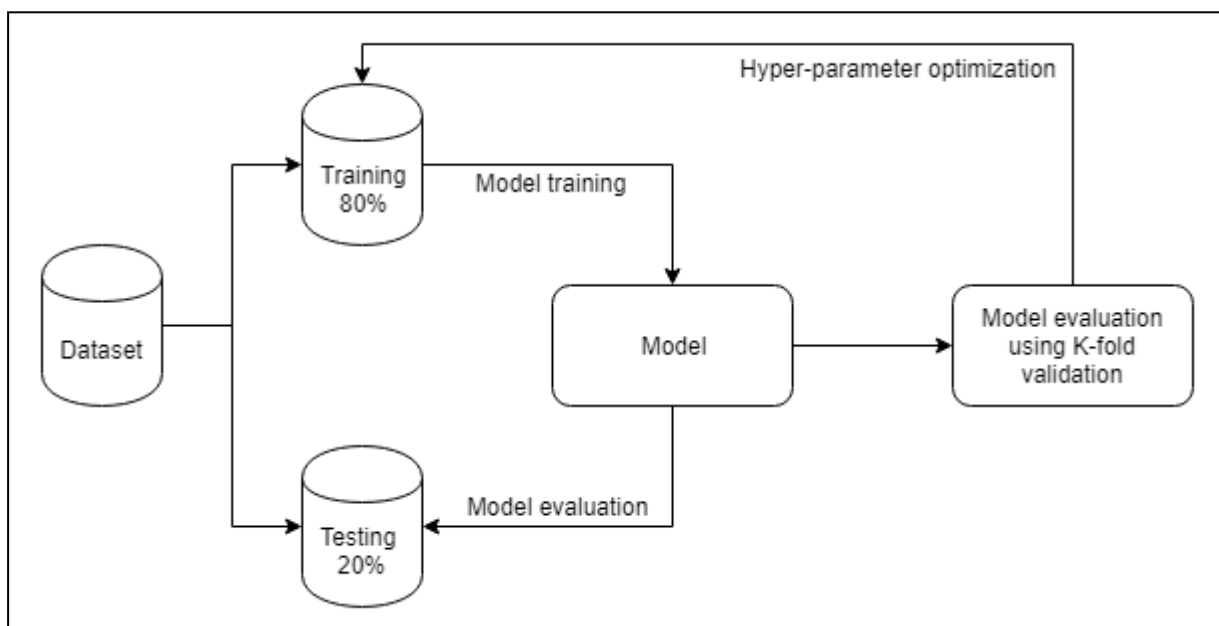 Hyper-parameter optimization
Training
80%
Model training
Dataset
Model
Model evaluation
using K-fold
validation
Model evaluation
Testing
20%